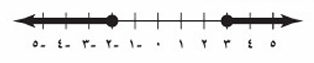 ٥- ٤- ٣- ٢- ١- ٠ ١ ٢ ٣ ٤ ٥